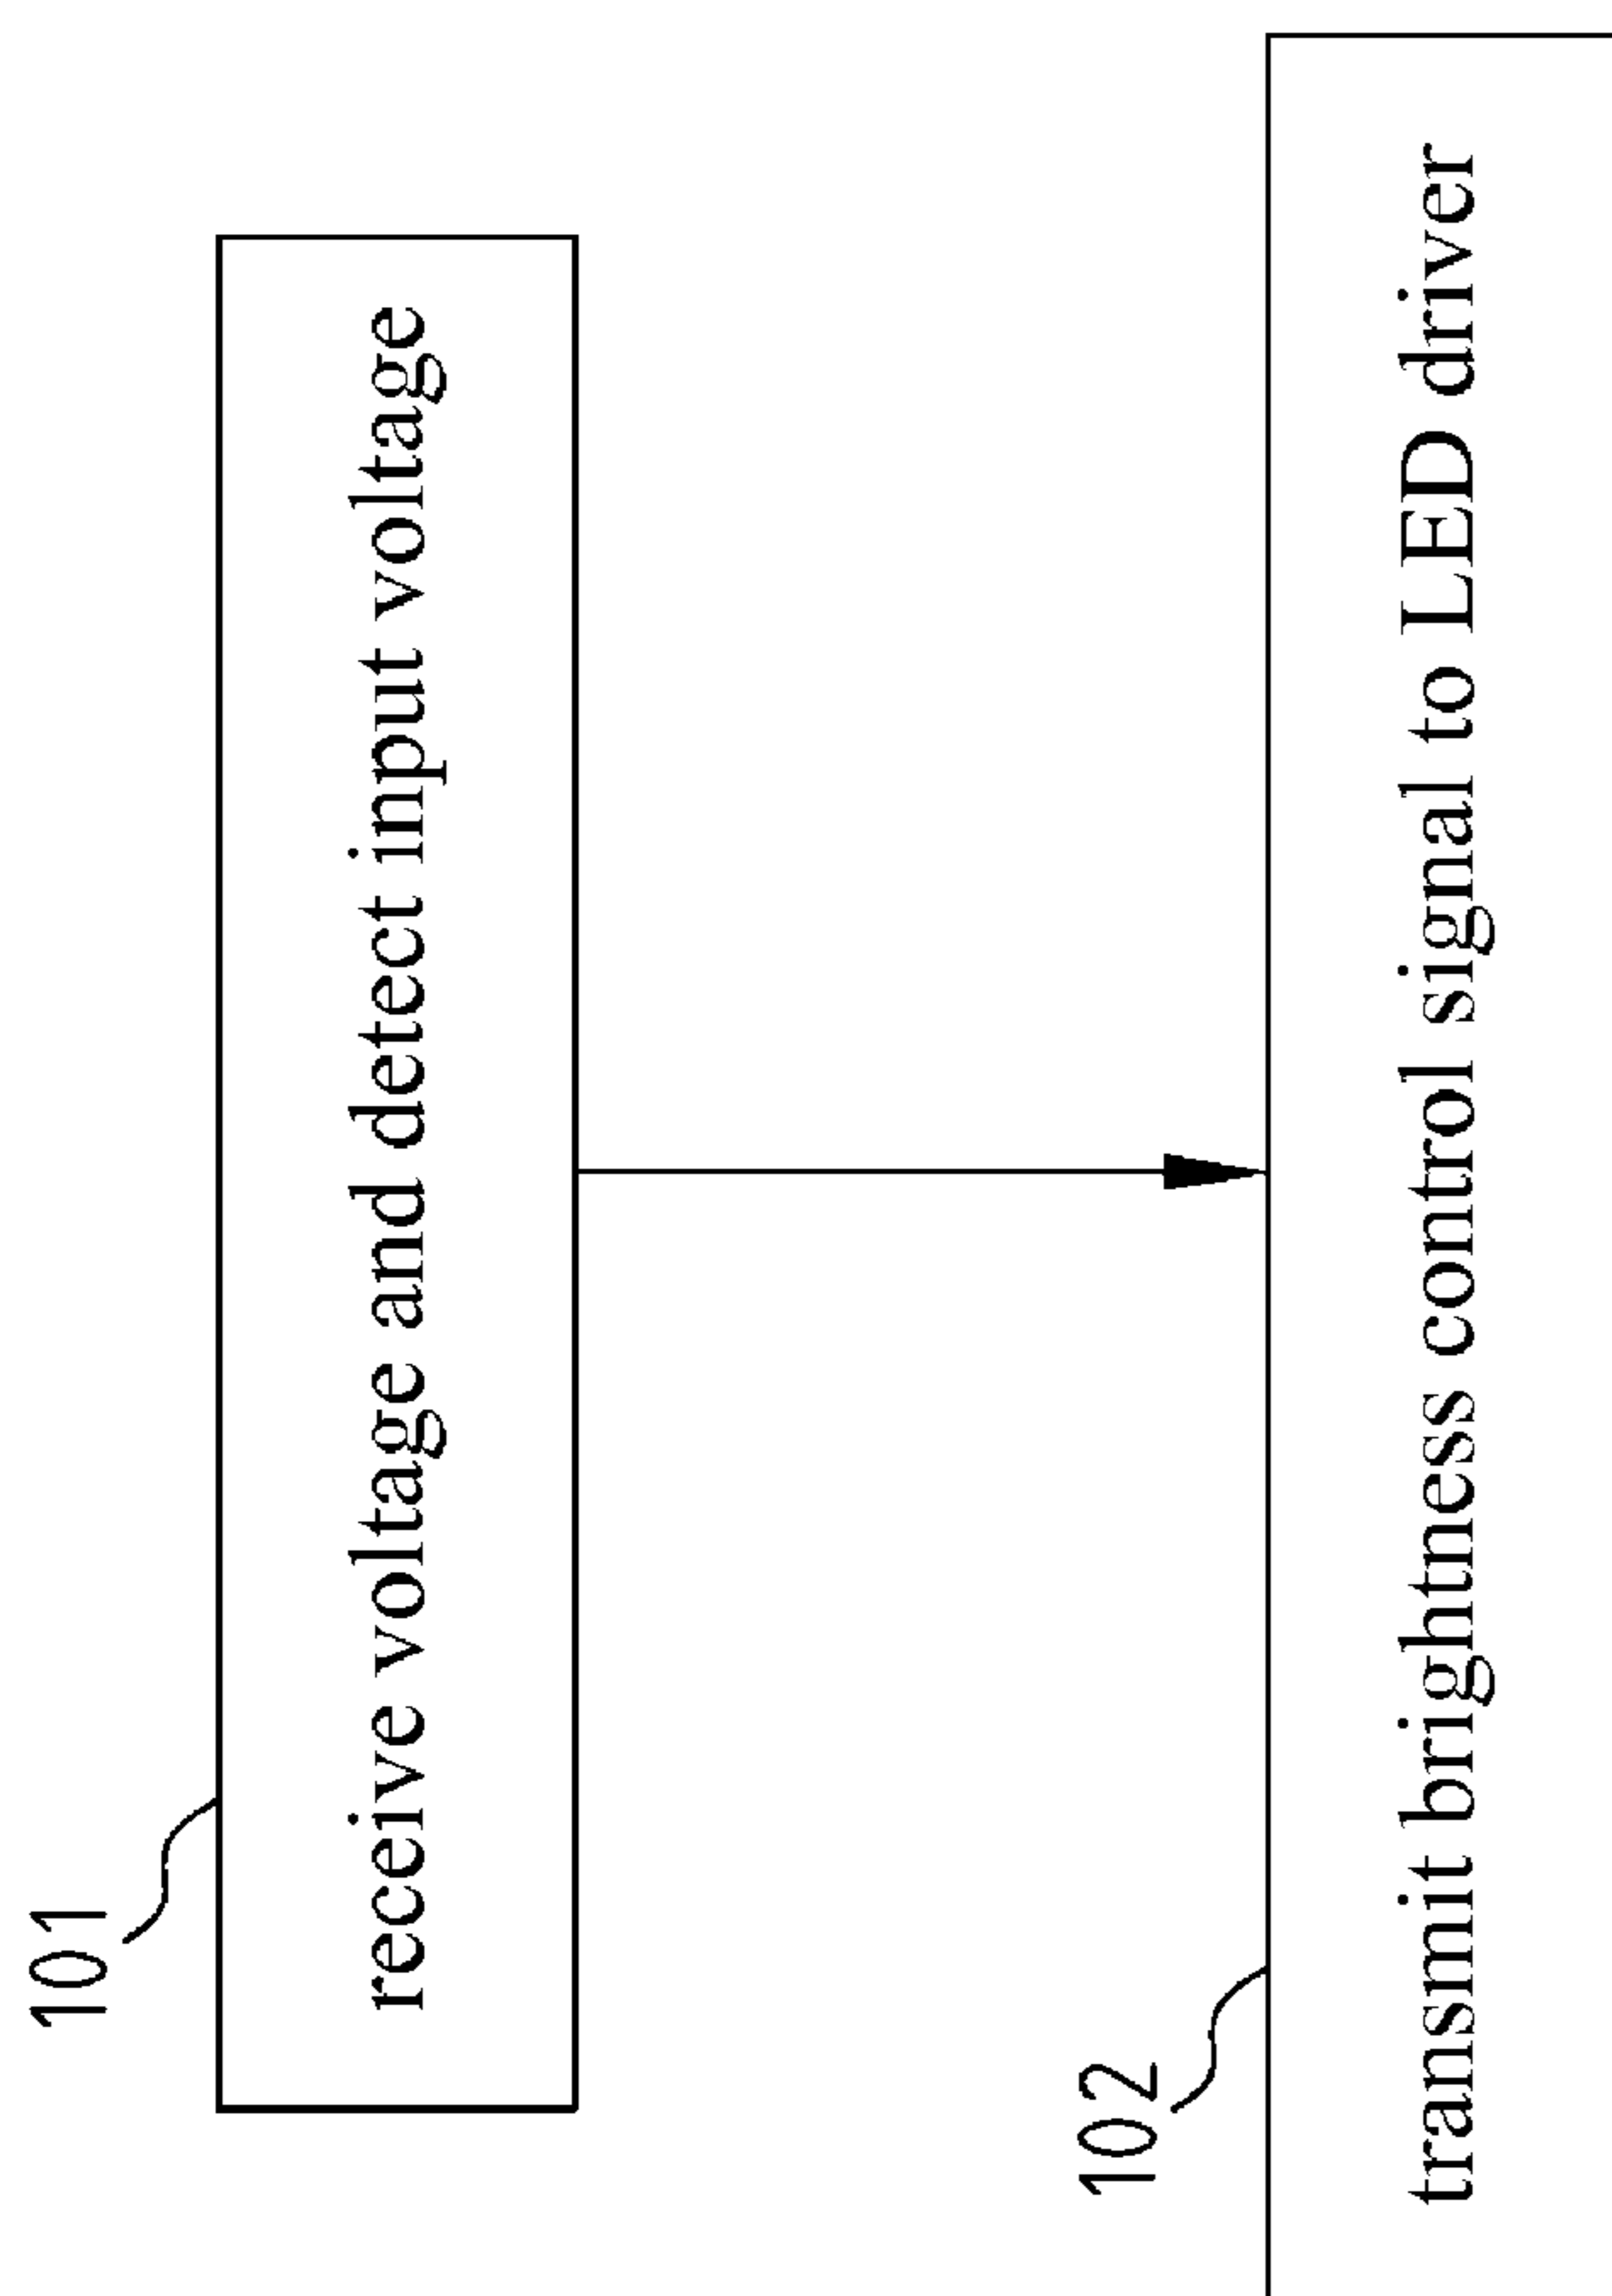 101
receive voltage and detect input voltage
102
transmit brightness control signal to LED driver